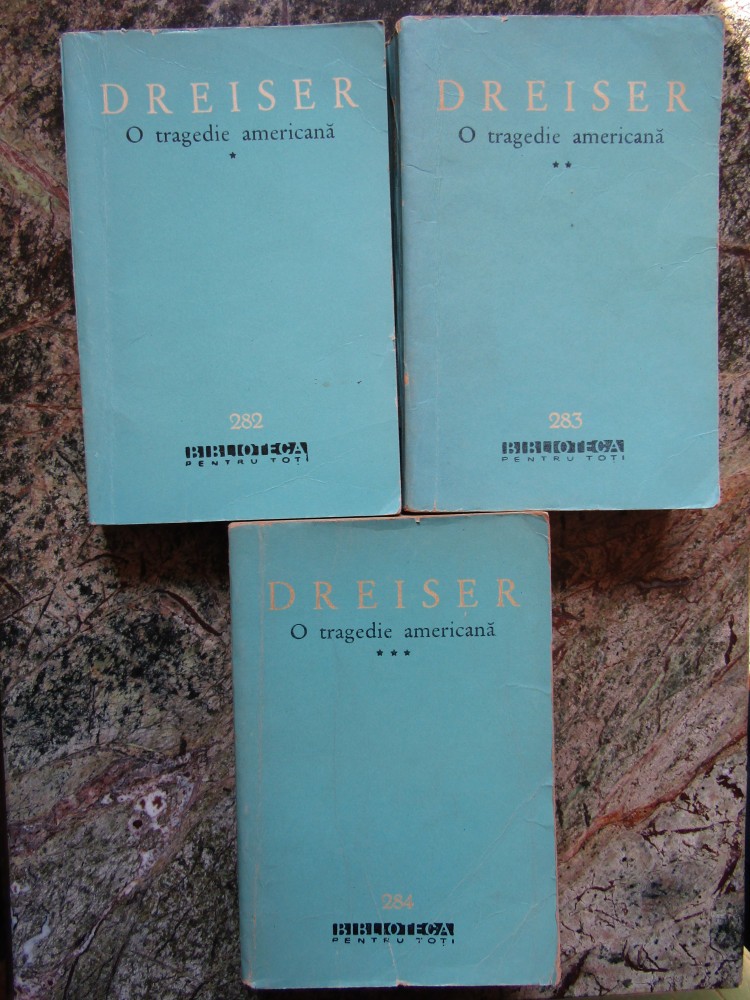 DREISER
O tragedie americană
*
282
BIBLIOTECA
PENTRU TOȚI
DREISER
O tragedie americană
**
283
BIBLIOTECA
PENTRU TOȚI
DREISER
O tragedie americană
***
284
BIBLIOTECA
PENTRU TOȚI